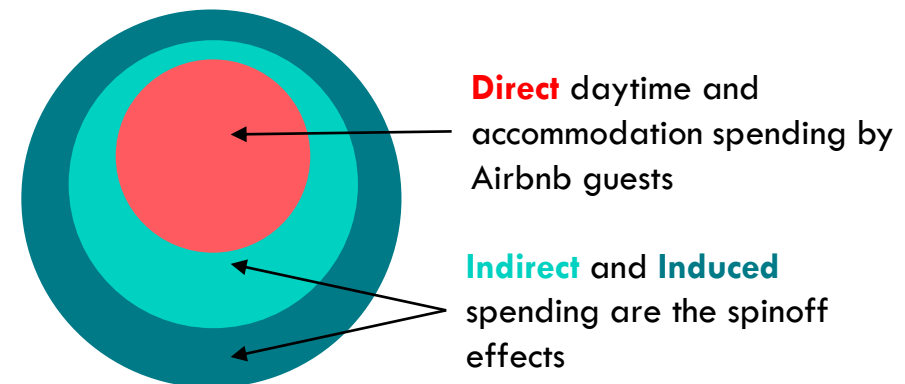 Direct daytime and
accommodation spending by
Airbnb guests
Indirect and Induced
spending are the spinoff
effects